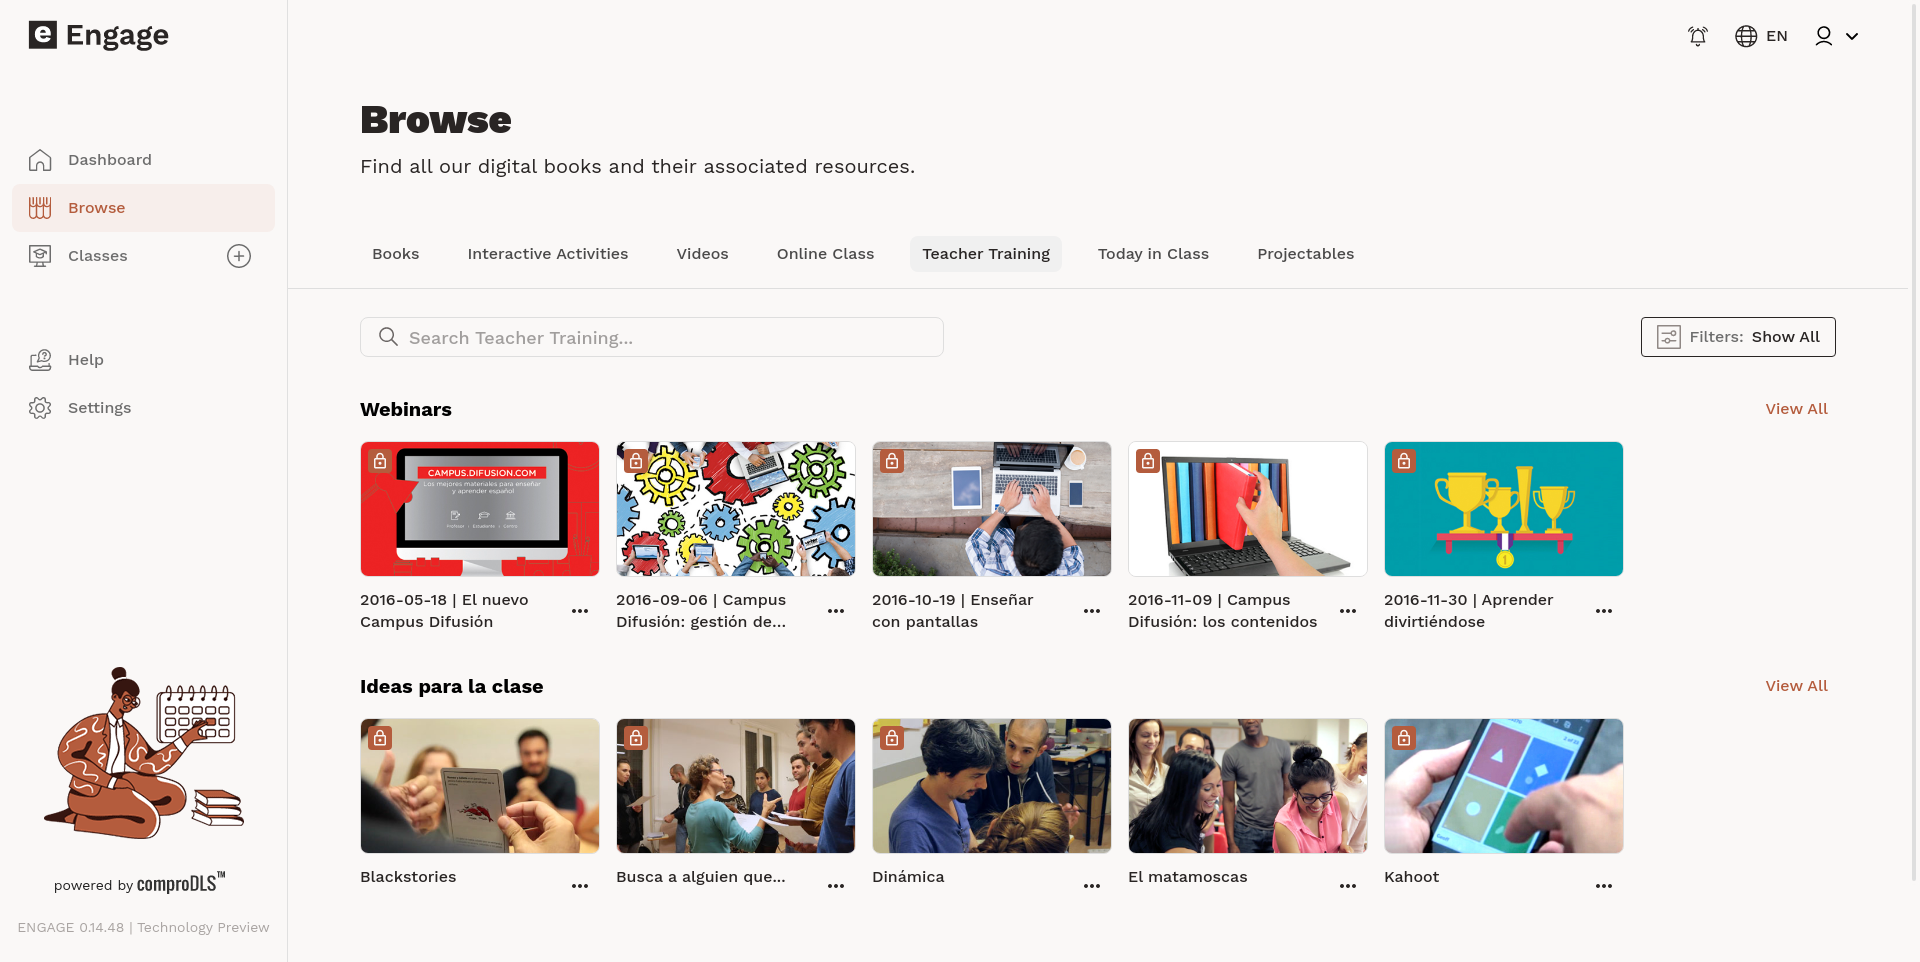 e Engage
EN
Dashboard
Browse
Classes
Help
Settings
powered by comproDLS™
ENGAGE 0.14.48 | Technology Preview
Browse
Find all our digital books and their associated resources.
Books Interactive Activities Videos Online Class Teacher Training Today in Class Projectables
Search Teacher Training...
Filters: Show All
Webinars
View All
CAMPUS.DIFUSION.COM
Los mejores materiales para enseñar
y aprender español
Profesor | Estudiante | Centro
1
2016-05-18 | El nuevo
Campus Difusión
2016-09-06 | Campus
Difusión: gestión de...
2016-10-19 | Enseñar
con pantallas
2016-11-09 | Campus
Difusión: los contenidos
2016-11-30 | Aprender
divirtiéndose
Ideas para la clase
View All
Blackstories
Busca a alguien que...
Dinámica
El matamoscas
Kahoot